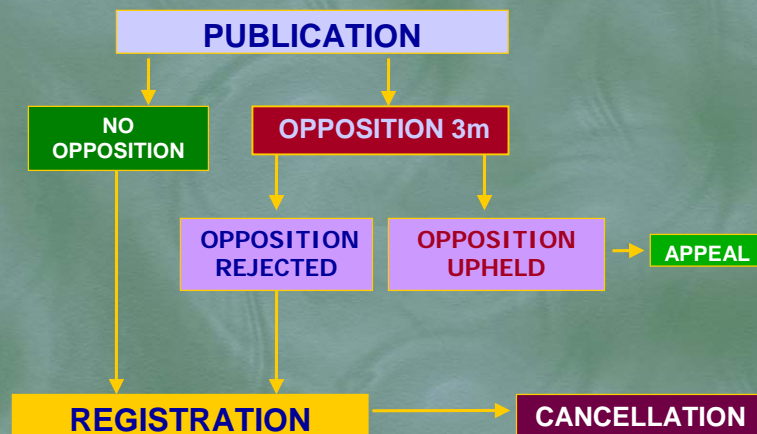 PUBLICATION
NO
OPPOSITION
OPPOSITION 3m
OPPOSITION
REJECTED
OPPOSITION
UPHELD
APPEAL
REGISTRATION
CANCELLATION